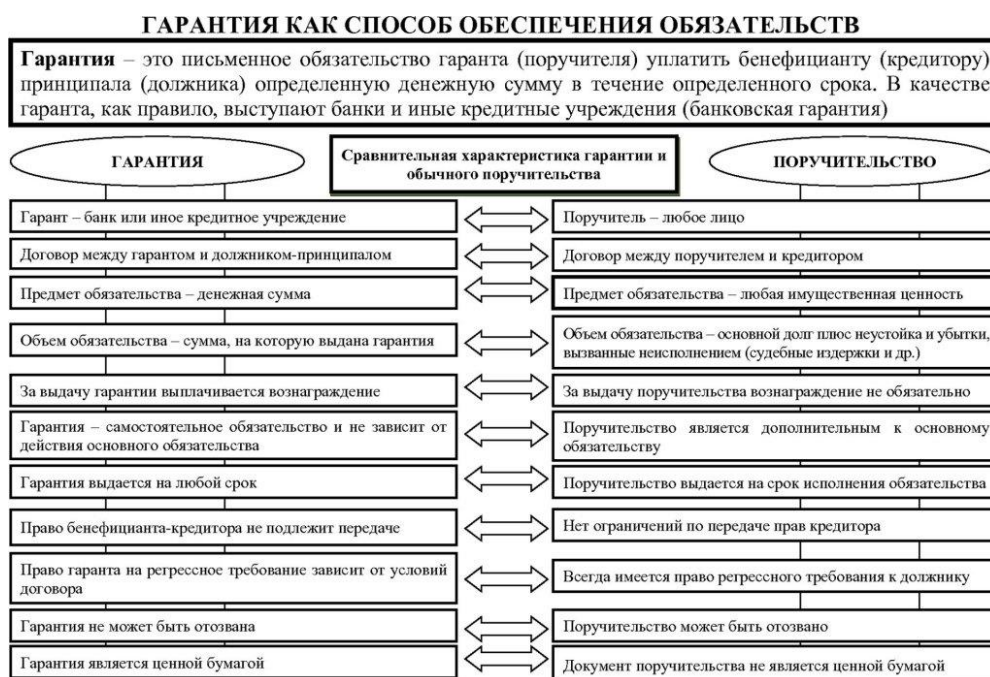 ГАРАНТИЯ КАК СПОСОБ ОБЕСПЕЧЕНИЯ ОБЯЗАТЕЛЬСТВ
Гарантия – это письменное обязательство гаранта (поручителя) уплатить бенефицианту (кредитору)
принципала (должника) определенную денежную сумму в течение определенного срока. В качестве
гаранта, как правило, выступают банки и иные кредитные учреждения (банковская гарантия)
ГАРАНТИЯ
Сравнительная характеристика гарантии и
обычного поручительства
ПОРУЧИТЕЛЬСТВО
Гарант – банк или иное кредитное учреждение
Поручитель – любое лицо
Договор между гарантом и должником-принципалом
Договор между поручителем и кредитором
Предмет обязательства – денежная сумма
Предмет обязательства – любая имущественная ценность
Объем обязательства – сумма, на которую выдана гарантия
Объем обязательства – основной долг плюс неустойка и убытки,
вызванные неисполнением (судебные издержки и др.)
За выдачу гарантии выплачивается вознаграждение
За выдачу поручительства вознаграждение не обязательно
Гарантия – самостоятельное обязательство и не зависит от
действия основного обязательства
Поручительство является дополнительным к основному
обязательству
Гарантия выдается на любой срок
Поручительство выдается на срок исполнения обязательства
Право бенефицианта-кредитора не подлежит передаче
Нет ограничений по передаче прав кредитора
Право гаранта на регрессное требование зависит от условий
договора
Всегда имеется право регрессного требования к должнику
Гарантия не может быть отозвана
Поручительство может быть отозвано
Гарантия является ценной бумагой
Документ поручительства не является ценной бумагой